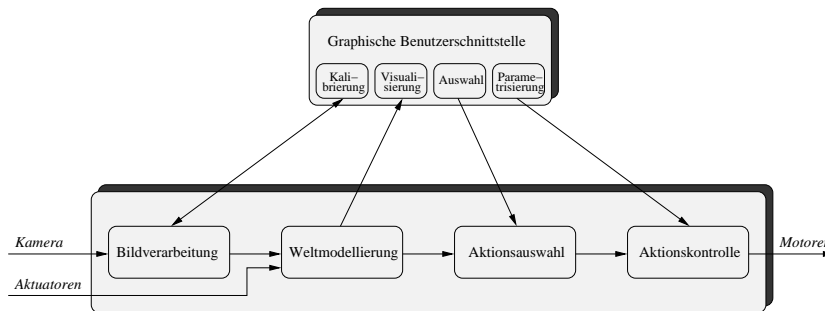 Graphische Benutzerschnittstelle
Kali–
brierung
Visuali–
sierung
Auswahl
Parame–
trisierung
Kamera
Bildverarbeitung
Weltmodellierung
Aktionsauswahl
Aktionskontrolle
Motoren
Aktuatoren